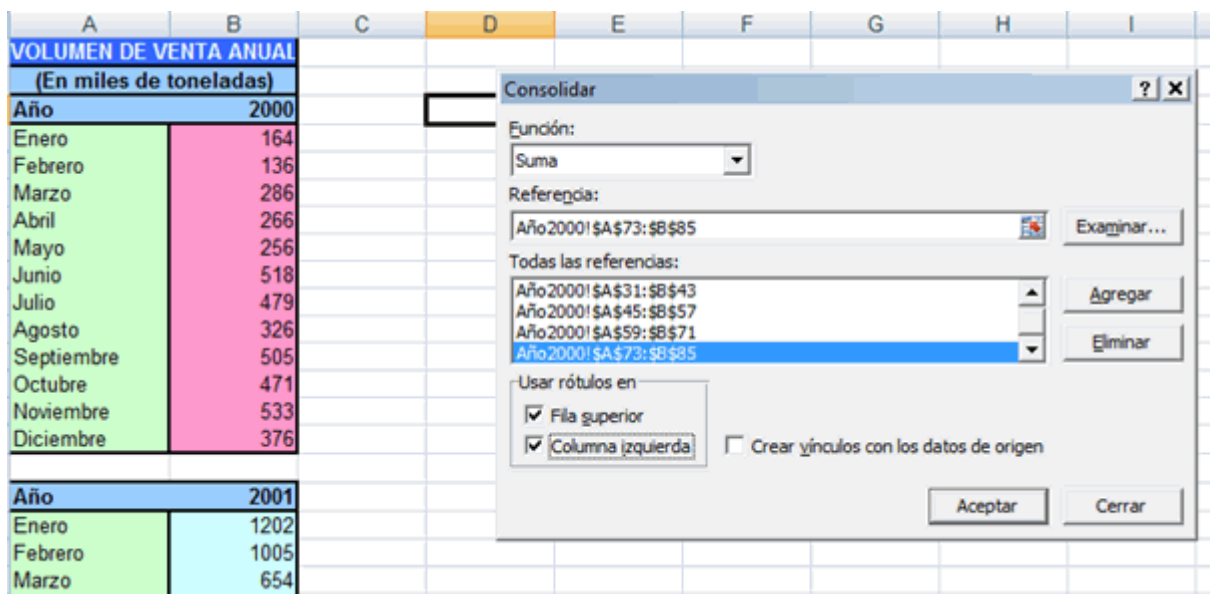 A B C D E F G H I
VOLUMEN DE VENTA ANUAL
(En miles de toneladas)
Año 2000
Enero 164
Febrero 136
Marzo 286
Abril 266
Mayo 256
Junio 518
Julio 479
Agosto 326
Septiembre 505
Octubre 471
Noviembre 533
Diciembre 376
Año 2001
Enero 1202
Febrero 1005
Marzo 654
Consolidar ? X
Función:
Suma
Referencia:
Año2000!$A$73:$B$85
Examinar...
Todas las referencias:
Año2000!$A$31:$B$43
Año2000!$A$45:$B$57
Año2000!$A$59:$B$71
Año2000!$A$73:$B$85
Agregar
Eliminar
Usar rótulos en
Fila superior
Columna izquierda
Crear vínculos con los datos de origen
Aceptar
Cerrar